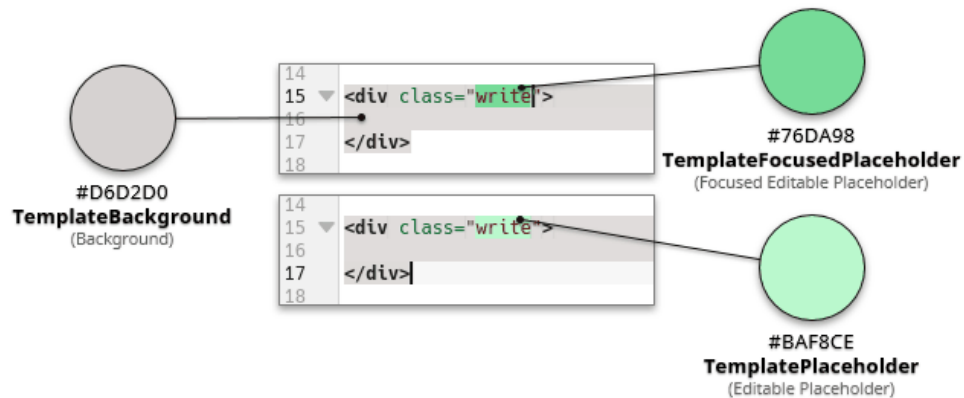 14
15 <div class="write">
16
17 </div>
18
#D6D2D0
TemplateBackground
(Background)
#76DA98
TemplateFocusedPlaceholder
(Focused Editable Placeholder)
14
15 <div class="write">
16
17 </div>
18
#BAF8CE
TemplatePlaceholder
(Editable Placeholder)